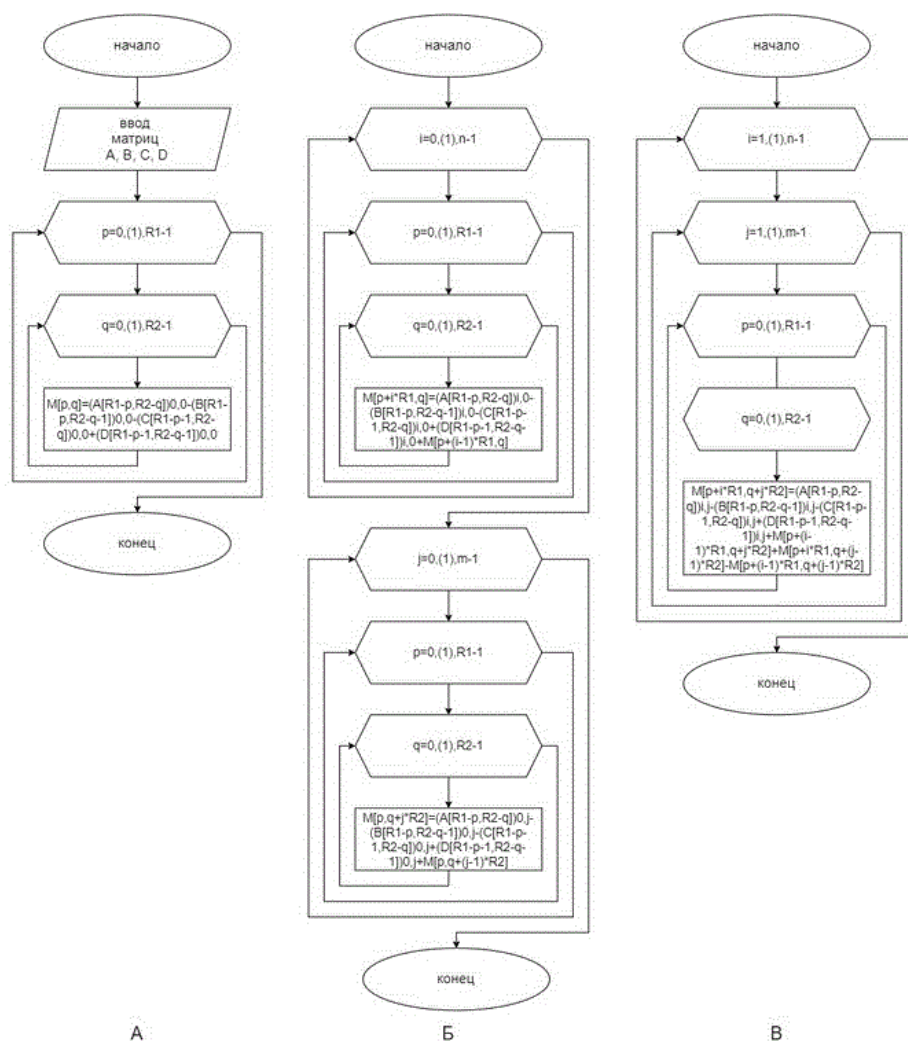 начало
ввод
матриц
A, B, C, D
p=0,(1),R1-1
q=0,(1),R2-1
M[p,q]=(A[R1-p,R2-q])0,0-(B[R1-
p,R2-q-1])0,0-(C[R1-p-1,R2-
q])0,0+(D[R1-p-1,R2-q-1])0,0
конец
А
начало
i=0,(1),n-1
p=0,(1),R1-1
q=0,(1),R2-1
M[p+i*R1,q]=(A[R1-p,R2-q])i,0-
(B[R1-p,R2-q-1])i,0-(C[R1-p-
1,R2-q])i,0+(D[R1-p-1,R2-q-
1])i,0+M[p+(i-1)*R1,q]
j=0,(1),m-1
p=0,(1),R1-1
q=0,(1),R2-1
M[p,q+j*R2]=(A[R1-p,R2-q])0,j-
(B[R1-p,R2-q-1])0,j-(C[R1-p-
1,R2-q])0,j+(D[R1-p-1,R2-q-
1])0,j+M[p,q+(j-1)*R2]
конец
Б
начало
i=1,(1),n-1
j=1,(1),m-1
p=0,(1),R1-1
q=0,(1),R2-1
M[p+i*R1,q+j*R2]=(A[R1-p,R2-
q])i,j-(B[R1-p,R2-q-1])i,j-(C[R1-p-
1,R2-q])i,j+(D[R1-p-1,R2-q-
1])i,j+M[p+(i-
1)*R1,q+j*R2]+M[p+i*R1,q+(j-
1)*R2]-M[p+(i-1)*R1,q+(j-1)*R2]
конец
В